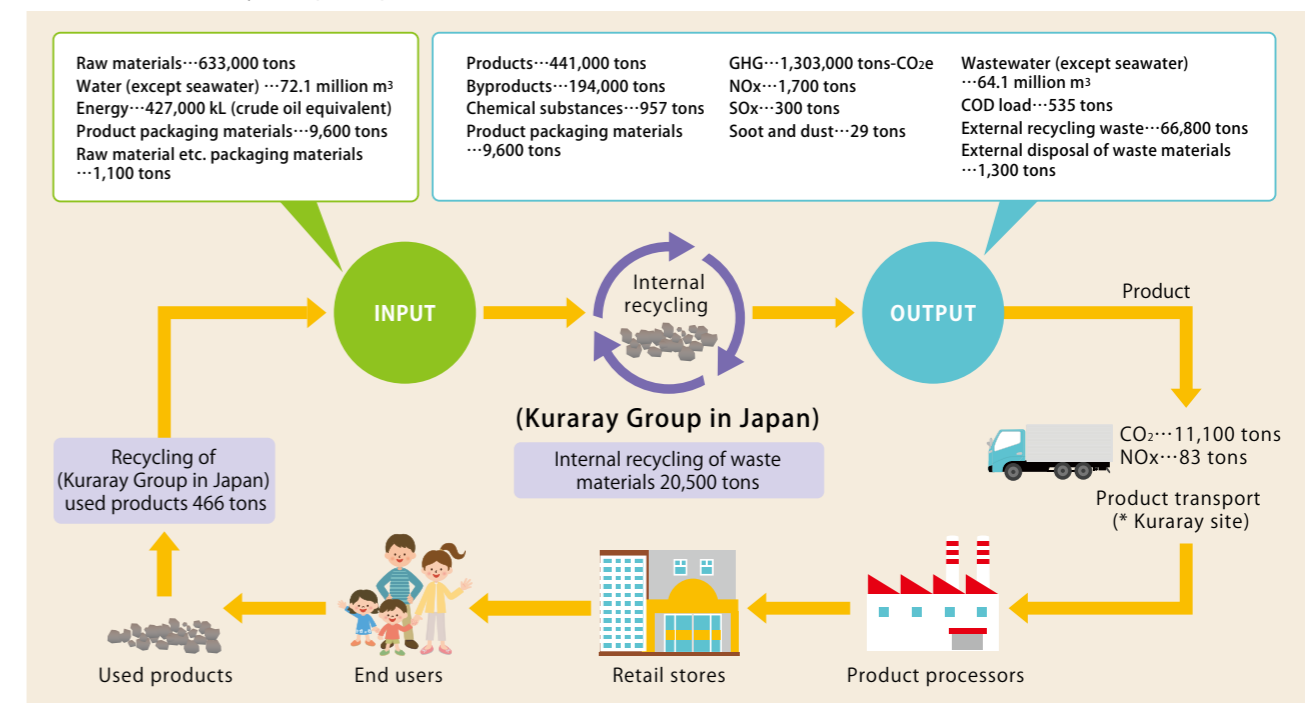 Raw materials···633,000 tons
Water (except seawater) ···72.1 million m3
Energy···427,000 kL (crude oil equivalent)
Product packaging materials···9,600 tons
Raw material etc. packaging materials
···1,100 tons
Products···441,000 tons
Byproducts···194,000 tons
Chemical substances···957 tons
Product packaging materials
···9,600 tons
GHG···1,303,000 tons-CO2e
NOx···1,700 tons
SOx···300 tons
Soot and dust···29 tons
Wastewater (except seawater)
···64.1 million m3
COD load···535 tons
External recycling waste···66,800 tons
External disposal of waste materials
···1,300 tons
INPUT
Internal
recycling
OUTPUT
Product
(Kuraray Group in Japan)
Internal recycling of waste
materials 20,500 tons
Recycling of
(Kuraray Group in Japan)
used products 466 tons
CO2···11,100 tons
NOx···83 tons
Product transport
(* Kuraray site)
Used products
End users
Retail stores
Product processors